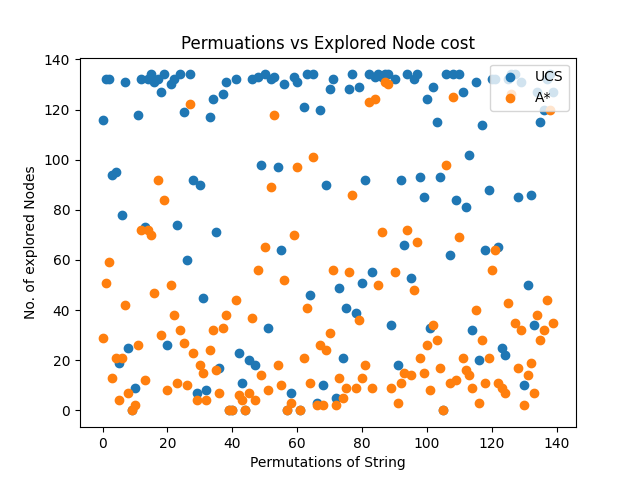 Permuations vs Explored Node cost
No. of explored Nodes
140
120
100
80
60
40
20
0
UCS
A*
0 20 40 60 80 100 120 140
Permutations of String